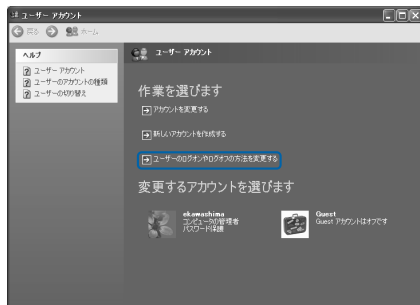 ユーザー アカウント
戻る ホーム
ヘルプ
ユーザー アカウント
ユーザーのアカウントの種類
ユーザーの切り替え
ユーザー アカウント
作業を選びます
アカウントを変更する
新しいアカウントを作成する
ユーザーのログオンやログオフの方法を変更する
変更するアカウントを選びます
ekawashima
コンピュータの管理者
パスワード保護
Guest
Guest アカウントはオフです